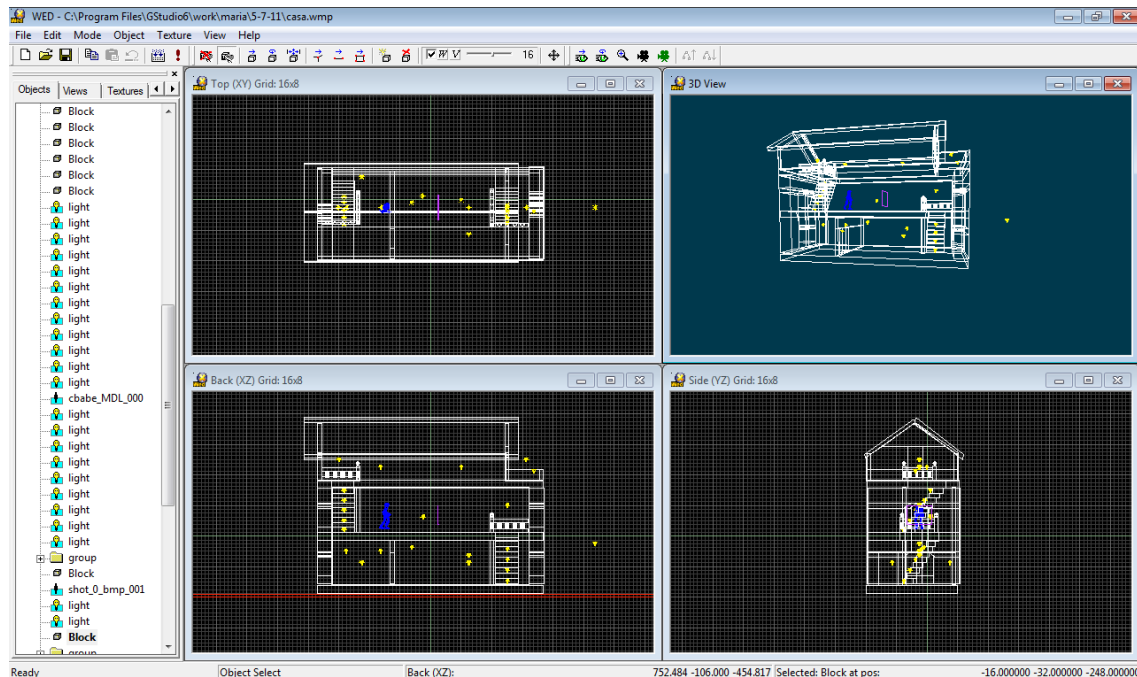 WED - C:\Program Files\GStudio6\work\maria\5-7-11\casa.wmp
File Edit Mode Object Texture View Help
W V 16
Objects Views Textures
Block
Block
Block
Block
Block
Block
light
light
light
light
light
light
light
light
light
light
light
light
cbabe_MDL_000
light
light
light
light
light
light
light
light
light
group
Block
shot_0_bmp_001
light
light
Block
group
Top (XY) Grid: 16x8
3D View
Back (XZ) Grid: 16x8
Side (YZ) Grid: 16x8
Ready Object Select Back (XZ): 752.484 -106.000 -454.817 Selected: Block at pos: -16.000000 -32.000000 -248.000000